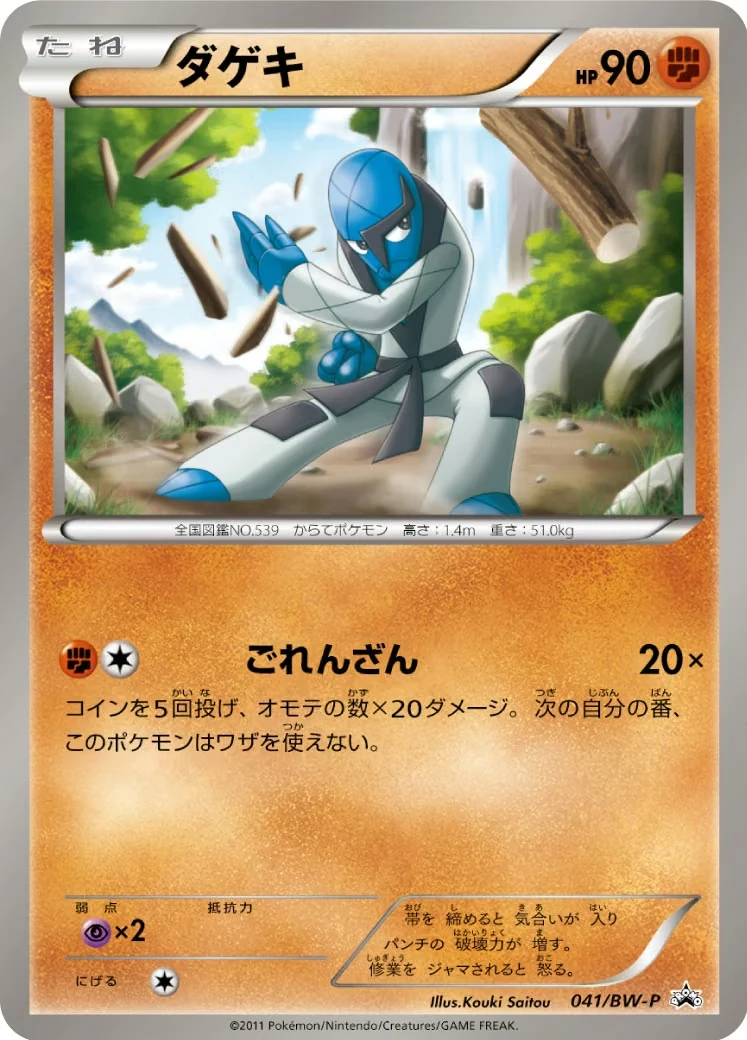 たね
ダゲキ
HP90
全国図鑑NO.539 からてポケモン 高さ:1.4m 重さ:51.0kg
ごれんざん 20×
コインを5回投げ、オモテの数×20ダメージ。次の自分の番、
このポケモンはワザを使えない。
弱点 抵抗力
×2
にげる
帯を 締めると 気合いが 入り
パンチの 破壊力が 増す。
修業を ジャマされると 怒る。
Illus.Kouki Saitou 041/BW-P
©2011 Pokémon/Nintendo/Creatures/GAME FREAK.